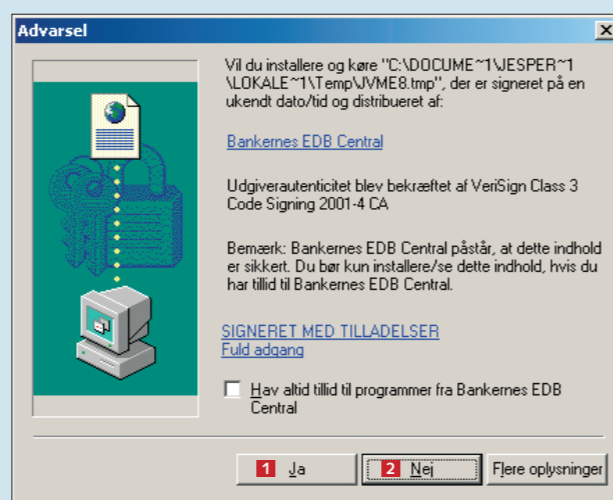 Advarsel
Vil du installere og køre "C:\DOCUME~1\JESPER~1
\LOKALE~1\Temp\JVME8.tmp", der er signeret på en
ukendt dato/tid og distribueret af:
Bankernes EDB Central
Udgiverautenticitet blev bekræftet af VeriSign Class 3
Code Signing 2001-4 CA
Bemærk: Bankernes EDB Central påstår, at dette indhold
er sikkert. Du bør kun installere/se dette indhold, hvis du
har tillid til Bankernes EDB Central.
SIGNERET MED TILLADELSER
Fuld adgang
Hav altid tillid til programmer fra Bankernes EDB
Central
1 Ja 2 Nej Flere oplysninger